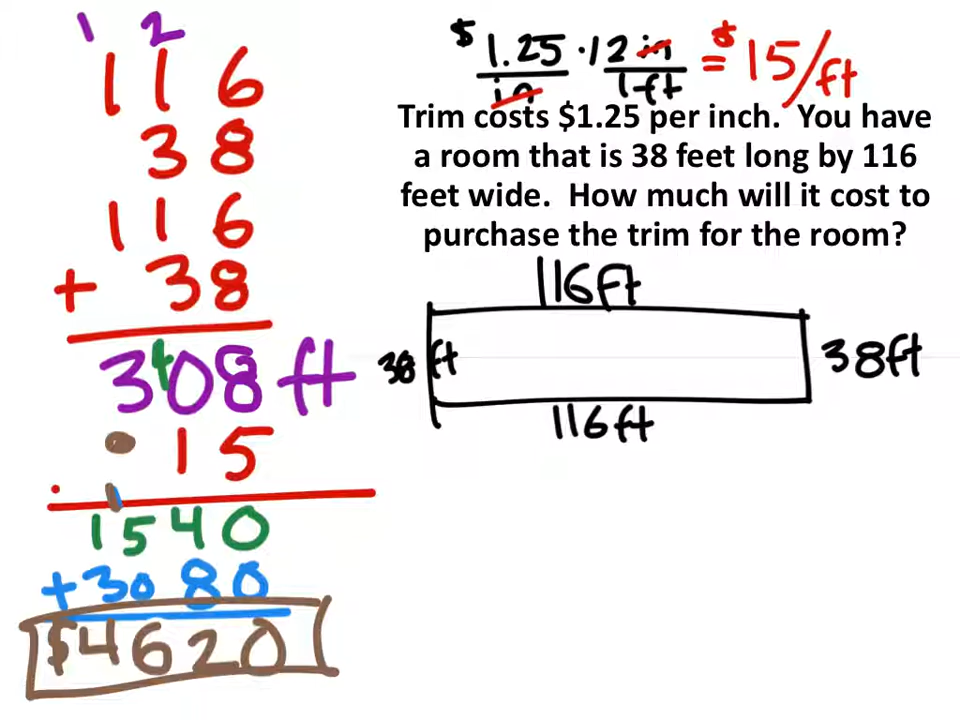 1 2
116
38
116
+ 38
308 ft
4
15
1
1540
+3080
$4620
$1.25/in · 12 in/1ft = $15/ft
Trim costs $1.25 per inch. You have
a room that is 38 feet long by 116
feet wide. How much will it cost to
purchase the trim for the room?
116ft
38 ft
38ft
116ft